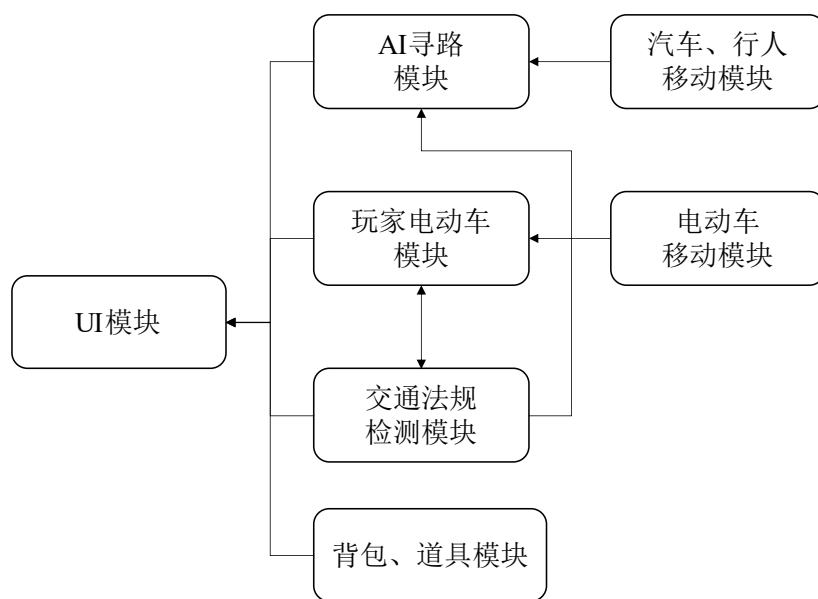 AI寻路
模块
汽车、行人
移动模块
玩家电动车
模块
电动车
移动模块
UI模块
交通法规
检测模块
背包、道具模块